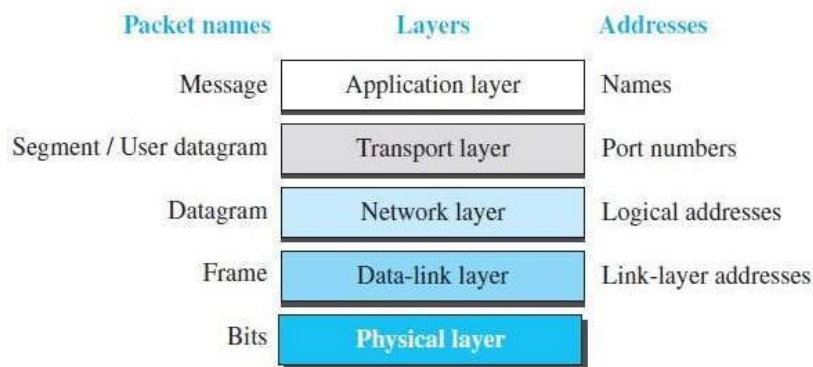 Packet names Layers Addresses
Message Application layer Names
Segment / User datagram Transport layer Port numbers
Datagram Network layer Logical addresses
Frame Data-link layer Link-layer addresses
Bits Physical layer